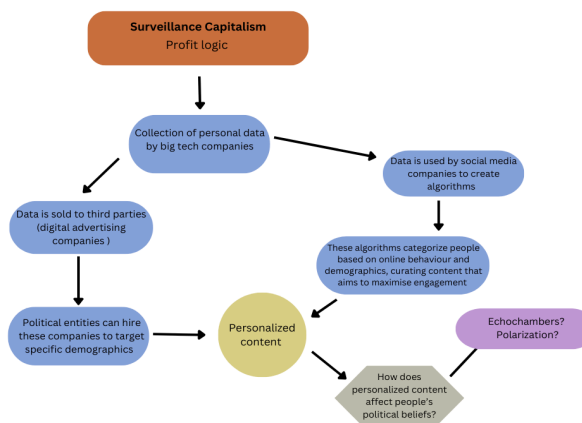 Surveillance Capitalism
Profit logic
Collection of personal data
by big tech companies
Data is used by social media
companies to create
algorithms
Data is sold to third parties
(digital advertising
companies )
These algorithms categorize people
based on online behaviour and
demographics, curating content that
aims to maximise engagement
Political entities can hire
these companies to target
specific demographics
Personalized
content
Echochambers?
Polarization?
How does
personalized content
affect people's
political beliefs?